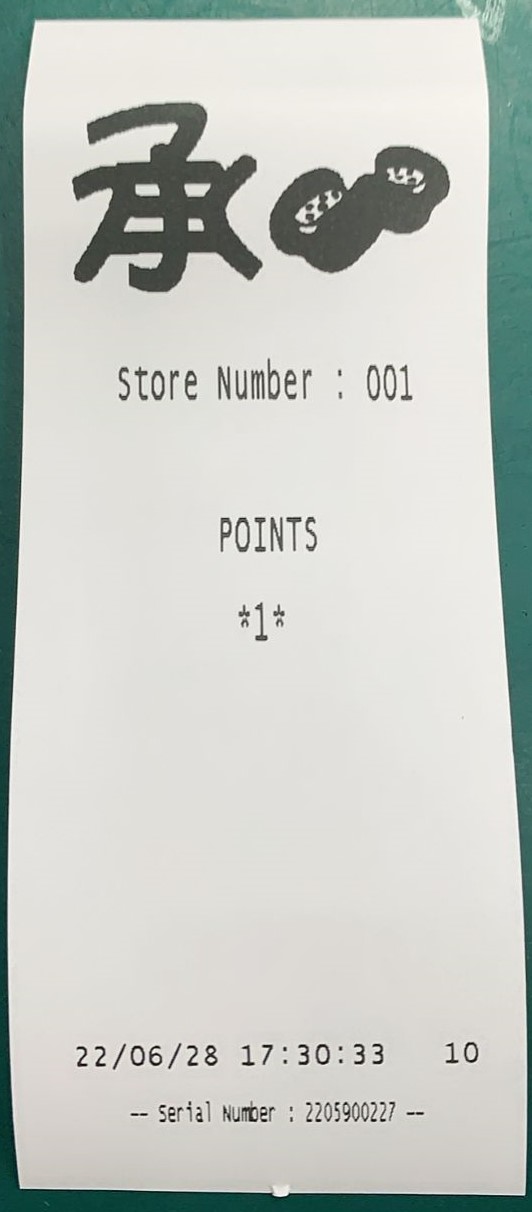 承
Store Number : 001
POINTS
*1*
22/06/28 17:30:33 10
-- Serial Number : 2205900227 --